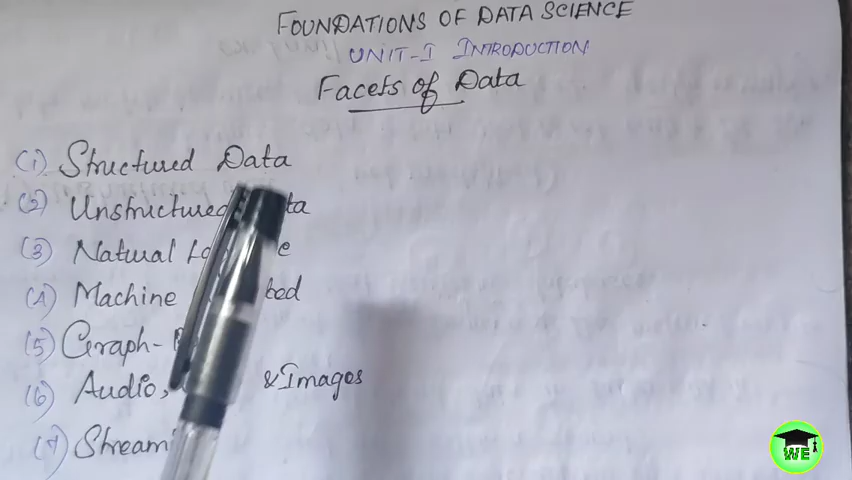 FOUNDATIONS OF DATA SCIENCE
UNIT-I INTRODUCTION
Facets of Data
(1) Structured Data
(2) Unstructured
(3) Natural
(4) Machine
(5) Graph-
(6) Audio, & Images
(7)
WE